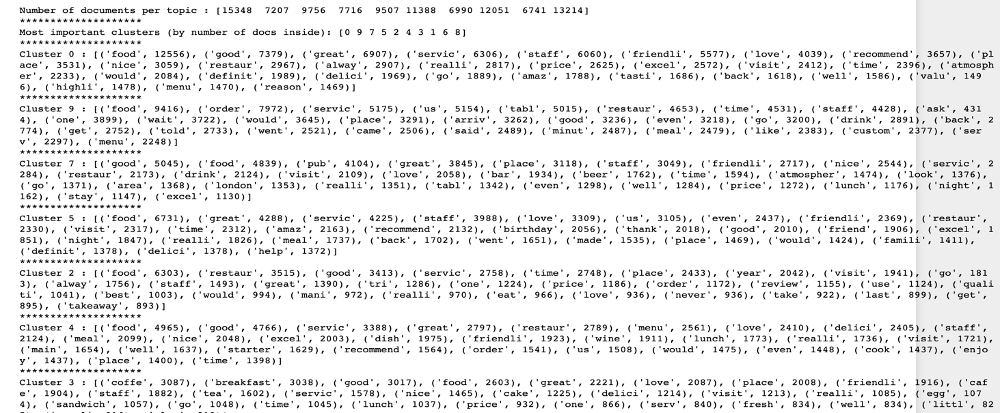 Number of documents per topic : [15348  7207  9756  7716  9507 11388  6990 12051  6741 13214]
********************
Most important clusters (by number of docs inside): [0 9 7 5 2 4 3 1 6 8]
********************
Cluster 0 : [('food', 12556), ('good', 7379), ('great', 6907), ('servic', 6306), ('staff', 6060), ('friendli', 5577), ('love', 4039), ('recommend', 3657), ('pl
ace', 3531), ('nice', 3059), ('restaur', 2967), ('alway', 2907), ('realli', 2817), ('price', 2625), ('excel', 2572), ('visit', 2412), ('time', 2396), ('atmosph
er', 2233), ('would', 2084), ('definit', 1989), ('delici', 1969), ('go', 1889), ('amaz', 1788), ('tasti', 1686), ('back', 1618), ('well', 1586), ('valu', 149
6), ('highli', 1478), ('menu', 1470), ('reason', 1469)]
********************
Cluster 9 : [('food', 9416), ('order', 7972), ('servic', 5175), ('us', 5154), ('tabl', 5015), ('restaur', 4653), ('time', 4531), ('staff', 4428), ('ask', 431
4), ('one', 3899), ('wait', 3722), ('would', 3645), ('place', 3291), ('arriv', 3262), ('good', 3236), ('even', 3218), ('go', 3200), ('drink', 2891), ('back', 2
774), ('get', 2752), ('told', 2733), ('went', 2521), ('came', 2506), ('said', 2489), ('minut', 2487), ('meal', 2479), ('like', 2383), ('custom', 2377), ('ser
v', 2297), ('menu', 2248)]
********************
Cluster 7 : [('good', 5045), ('food', 4839), ('pub', 4104), ('great', 3845), ('place', 3118), ('staff', 3049), ('friendli', 2717), ('nice', 2544), ('servic', 2
284), ('restaur', 2173), ('drink', 2124), ('visit', 2109), ('love', 2058), ('bar', 1934), ('beer', 1762), ('time', 1594), ('atmospher', 1474), ('look', 1376),
('go', 1371), ('area', 1368), ('london', 1353), ('realli', 1351), ('tabl', 1342), ('even', 1298), ('well', 1284), ('price', 1272), ('lunch', 1176), ('night', 1
162), ('stay', 1147), ('excel', 1130)]
********************
Cluster 5 : [('food', 6731), ('great', 4288), ('servic', 4225), ('staff', 3988), ('love', 3309), ('us', 3105), ('even', 2437), ('friendli', 2369), ('restaur',
2330), ('visit', 2317), ('time', 2312), ('amaz', 2163), ('recommend', 2132), ('birthday', 2056), ('thank', 2018), ('good', 2010), ('friend', 1906), ('excel', 1
851), ('night', 1847), ('realli', 1826), ('meal', 1737), ('back', 1702), ('went', 1651), ('made', 1535), ('place', 1469), ('would', 1424), ('famili', 1411),
('definit', 1378), ('delici', 1378), ('help', 1372)]
********************
Cluster 2 : [('food', 6303), ('restaur', 3515), ('good', 3413), ('servic', 2758), ('time', 2748), ('place', 2433), ('year', 2042), ('visit', 1941), ('go', 181
3), ('alway', 1756), ('staff', 1493), ('great', 1390), ('tri', 1286), ('one', 1224), ('price', 1186), ('order', 1172), ('review', 1155), ('use', 1124), ('quali
ti', 1041), ('best', 1003), ('would', 994), ('mani', 972), ('realli', 970), ('eat', 966), ('love', 936), ('never', 936), ('take', 922), ('last', 899), ('get',
895), ('takeaway', 893)]
********************
Cluster 4 : [('food', 4965), ('good', 4766), ('servic', 3388), ('great', 2797), ('restaur', 2789), ('menu', 2561), ('love', 2410), ('delici', 2405), ('staff',
2124), ('meal', 2099), ('nice', 2048), ('excel', 2003), ('dish', 1975), ('friendli', 1923), ('wine', 1911), ('lunch', 1773), ('realli', 1736), ('visit', 1721),
('main', 1654), ('well', 1637), ('starter', 1629), ('recommend', 1564), ('order', 1541), ('us', 1508), ('would', 1475), ('even', 1448), ('cook', 1437), ('enjo
y', 1437), ('place', 1400), ('time', 1398)]
********************
Cluster 3 : [('coffe', 3087), ('breakfast', 3038), ('good', 3017), ('food', 2603), ('great', 2221), ('love', 2087), ('place', 2008), ('friendli', 1916), ('caf
e', 1904), ('staff', 1882), ('tea', 1602), ('servic', 1578), ('nice', 1465), ('cake', 1225), ('delici', 1214), ('visit', 1213), ('realli', 1085), ('egg', 107
4), ('sandwich', 1057), ('go', 1048), ('time', 1045), ('lunch', 1037), ('price', 932), ('one', 866), ('serv', 840), ('fresh', 834), ('well', 834), ('littl', 82